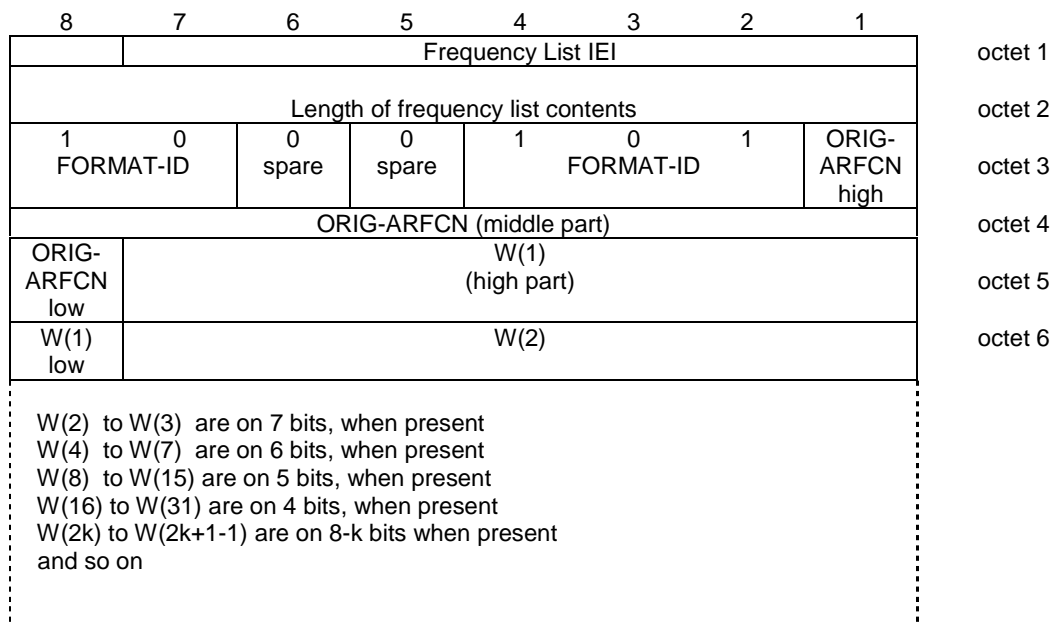 8 7 6 5 4 3 2 1
Frequency List IEI octet 1
Length of frequency list contents octet 2
1 0 0 0 1 0 1 ORIG-
FORMAT-ID spare spare FORMAT-ID ARFCN octet 3
high
ORIG-ARFCN (middle part) octet 4
ORIG- W(1)
ARFCN (high part) octet 5
low
W(1) W(2) octet 6
low
W(2) to W(3) are on 7 bits, when present
W(4) to W(7) are on 6 bits, when present
W(8) to W(15) are on 5 bits, when present
W(16) to W(31) are on 4 bits, when present
W(2k) to W(2k+1-1) are on 8-k bits when present
and so on